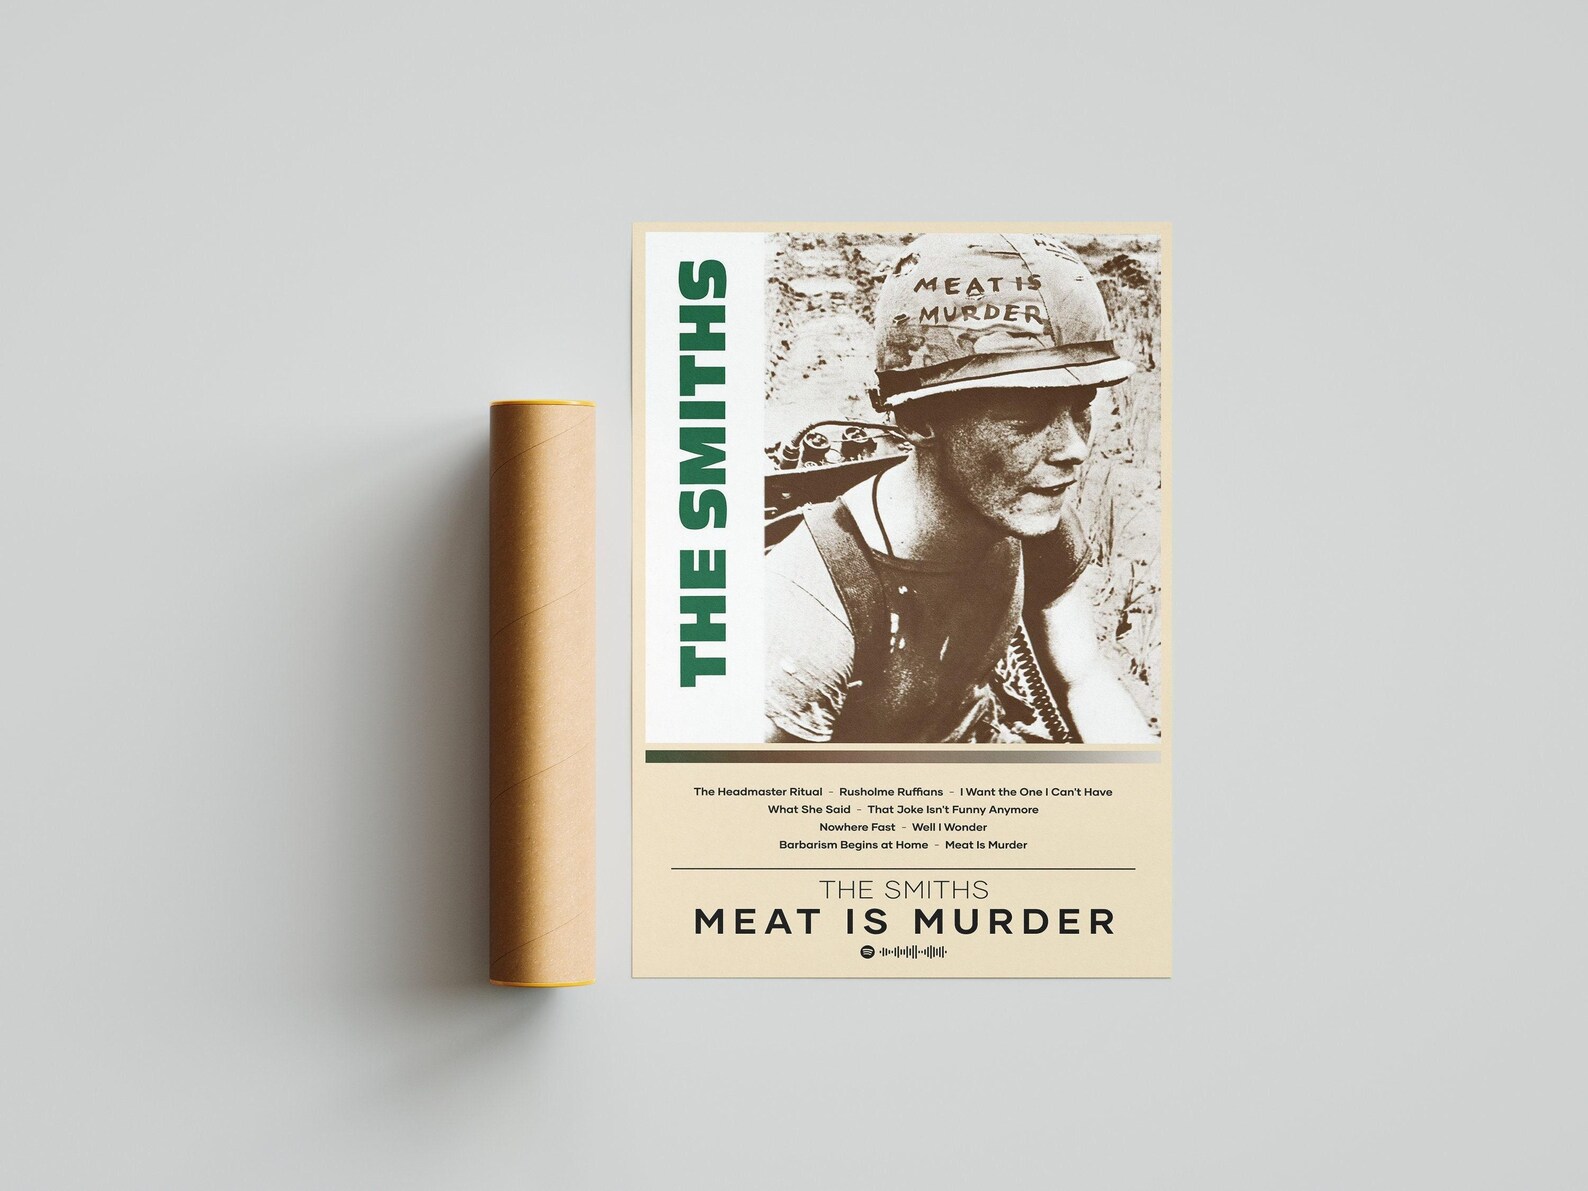 THE SMITHS
MEAT IS
MURDER
The Headmaster Ritual - Rusholme Ruffians - I Want the One I Can't Have
What She Said - That Joke Isn't Funny Anymore
Nowhere Fast - Well I Wonder
Barbarism Begins at Home - Meat Is Murder
THE SMITHS
MEAT IS MURDER